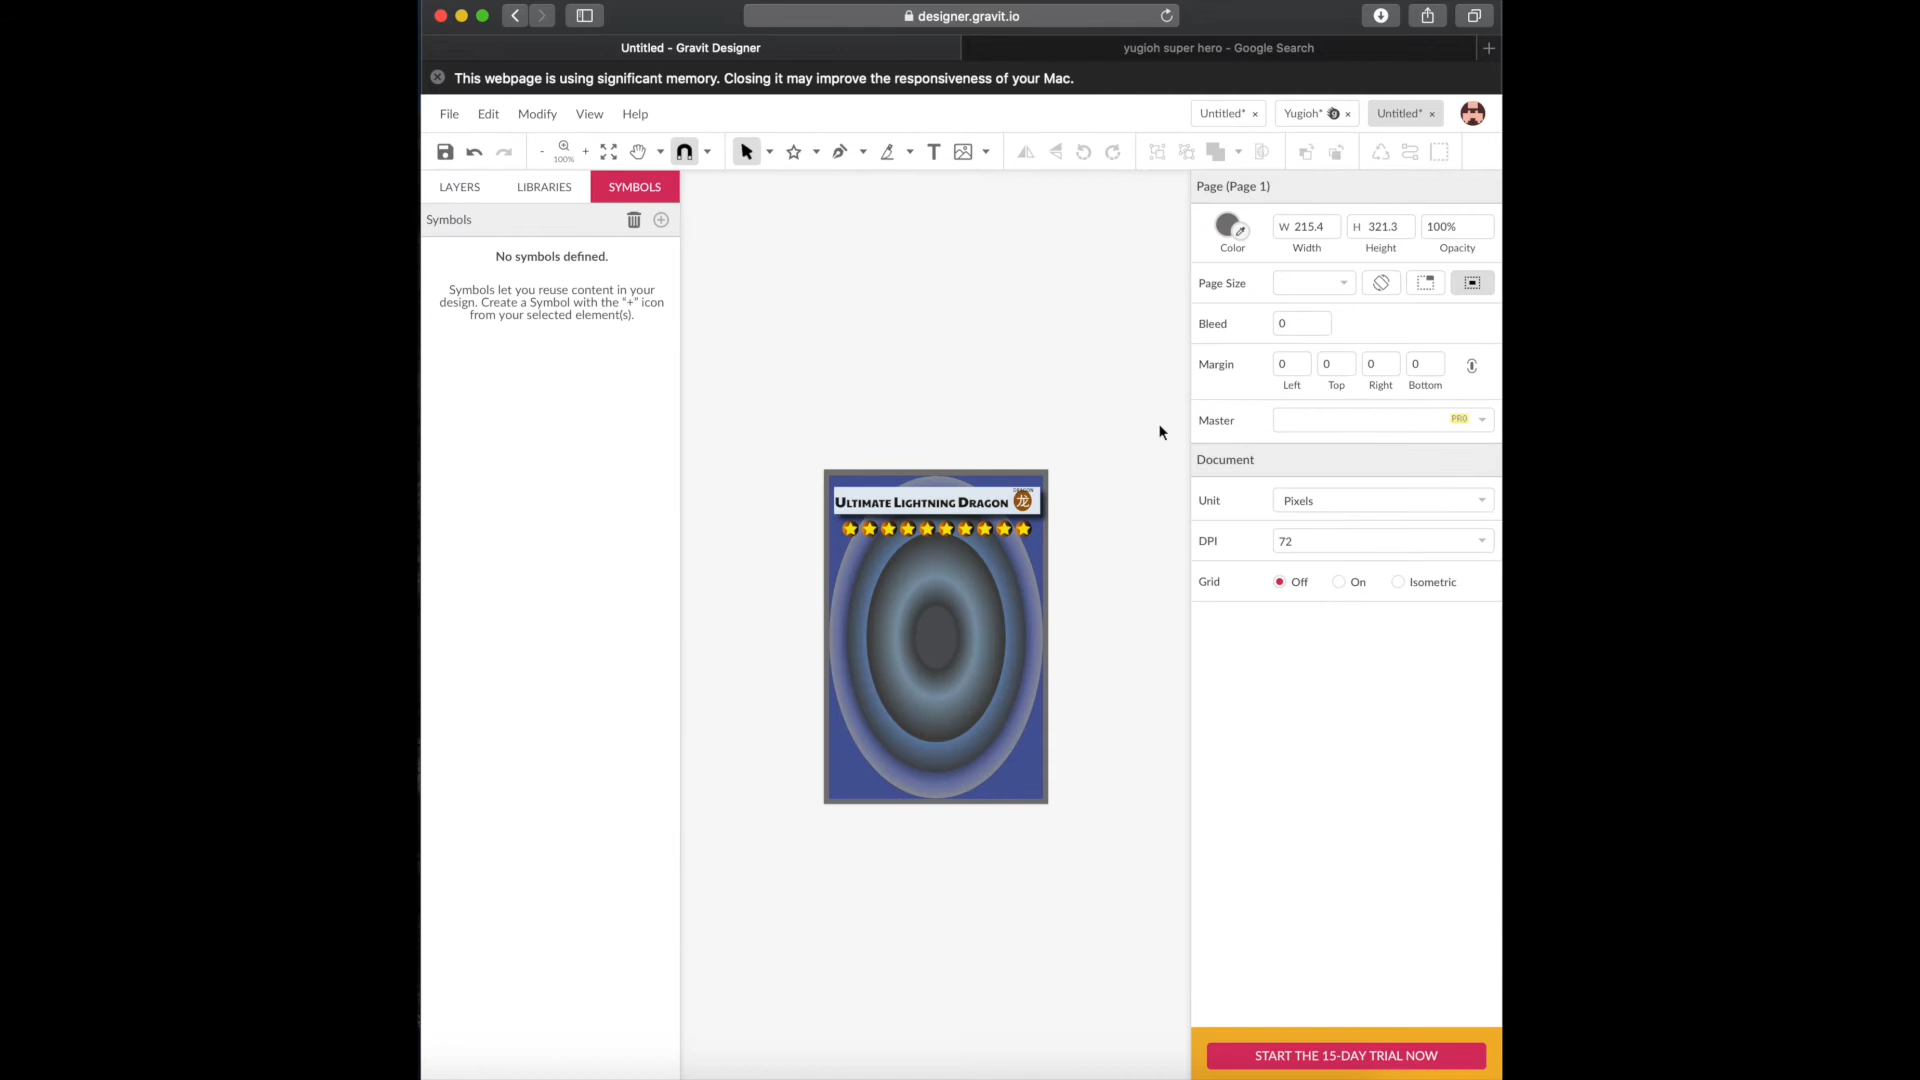 designer.gravit.io
Untitled - Gravit Designer
yugioh super hero - Google Search
This webpage is using significant memory. Closing it may improve the responsiveness of your Mac.
File Edit Modify View Help
Untitled* × Yugioh* × Untitled* ×
- 100% +
LAYERS LIBRARIES SYMBOLS
Symbols
No symbols defined.
Symbols let you reuse content in your
design. Create a Symbol with the “+” icon
from your selected element(s).
DRAGON
ULTIMATE LIGHTNING DRAGON 龙
Page (Page 1)
W 215.4 H 321.3 100%
Color Width Height Opacity
Page Size
Bleed 0
Margin 0 0 0 0
Left Top Right Bottom
Master PRO
Document
Unit Pixels
DPI 72
Grid Off On Isometric
START THE 15-DAY TRIAL NOW